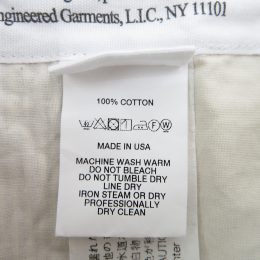 ngineered Garments, L.I.C., NY 11101
100% COTTON
MADE IN USA
MACHINE WASH WARM
DO NOT BLEACH
DO NOT TUMBLE DRY
LINE DRY
IRON STEAM OR DRY
PROFESSIONALLY
DRY CLEAN